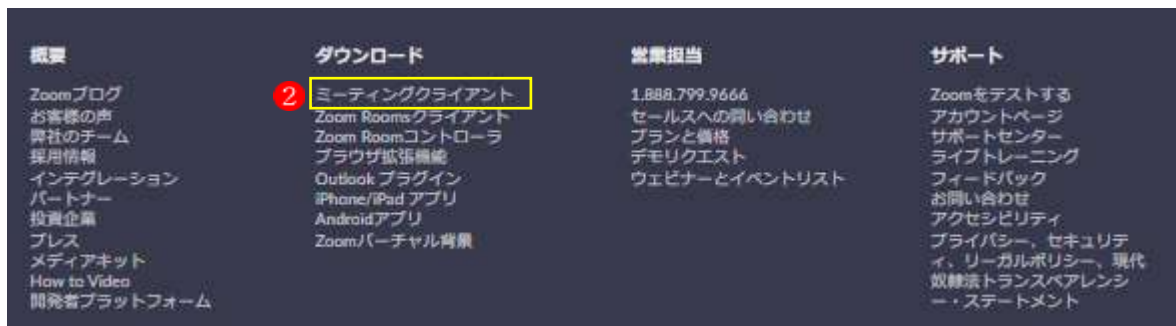 概要
Zoomブログ
お客様の声
弊社のチーム
採用情報
インテグレーション
パートナー
投資企業
プレス
メディアキット
How to Video
開発者プラットフォーム
ダウンロード
2 ミーティングクライアント
Zoom Roomsクライアント
Zoom Roomコントローラ
ブラウザ拡張機能
Outlook プラグイン
iPhone/iPad アプリ
Androidアプリ
Zoomバーチャル背景
営業担当
1.888.799.9666
セールスへの問い合わせ
プランと価格
デモリクエスト
ウェビナーとイベントリスト
サポート
Zoomをテストする
アカウントページ
サポートセンター
ライブトレーニング
フィードバック
お問い合わせ
アクセシビリティ
プライバシー、セキュリテ
ィ、リーガルポリシー、現代
奴隷法トランスペアレンシ
ー・ステートメント